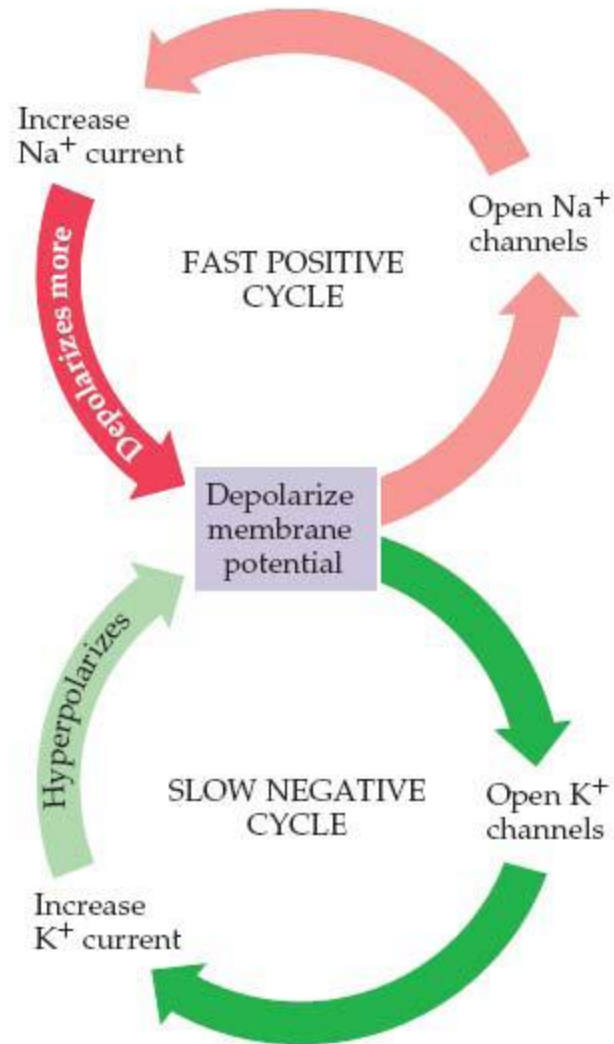 Increase
Na⁺ current
Open Na⁺
channels
FAST POSITIVE
CYCLE
Depolarizes more
Depolarize
membrane
potential
Hyperpolarizes
SLOW NEGATIVE
CYCLE
Open K⁺
channels
Increase
K⁺ current